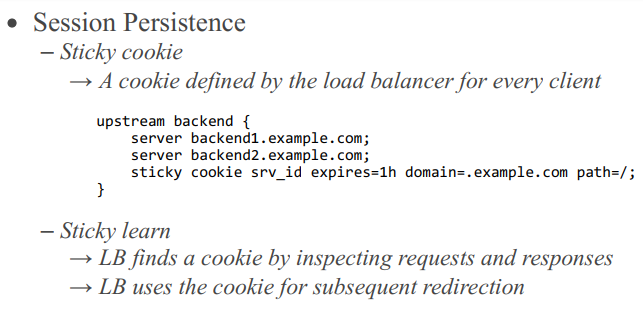 • Session Persistence
– Sticky cookie
→ A cookie defined by the load balancer for every client
upstream backend {
    server backend1.example.com;
    server backend2.example.com;
    sticky cookie srv_id expires=1h domain=.example.com path=/;
}
– Sticky learn
→ LB finds a cookie by inspecting requests and responses
→ LB uses the cookie for subsequent redirection